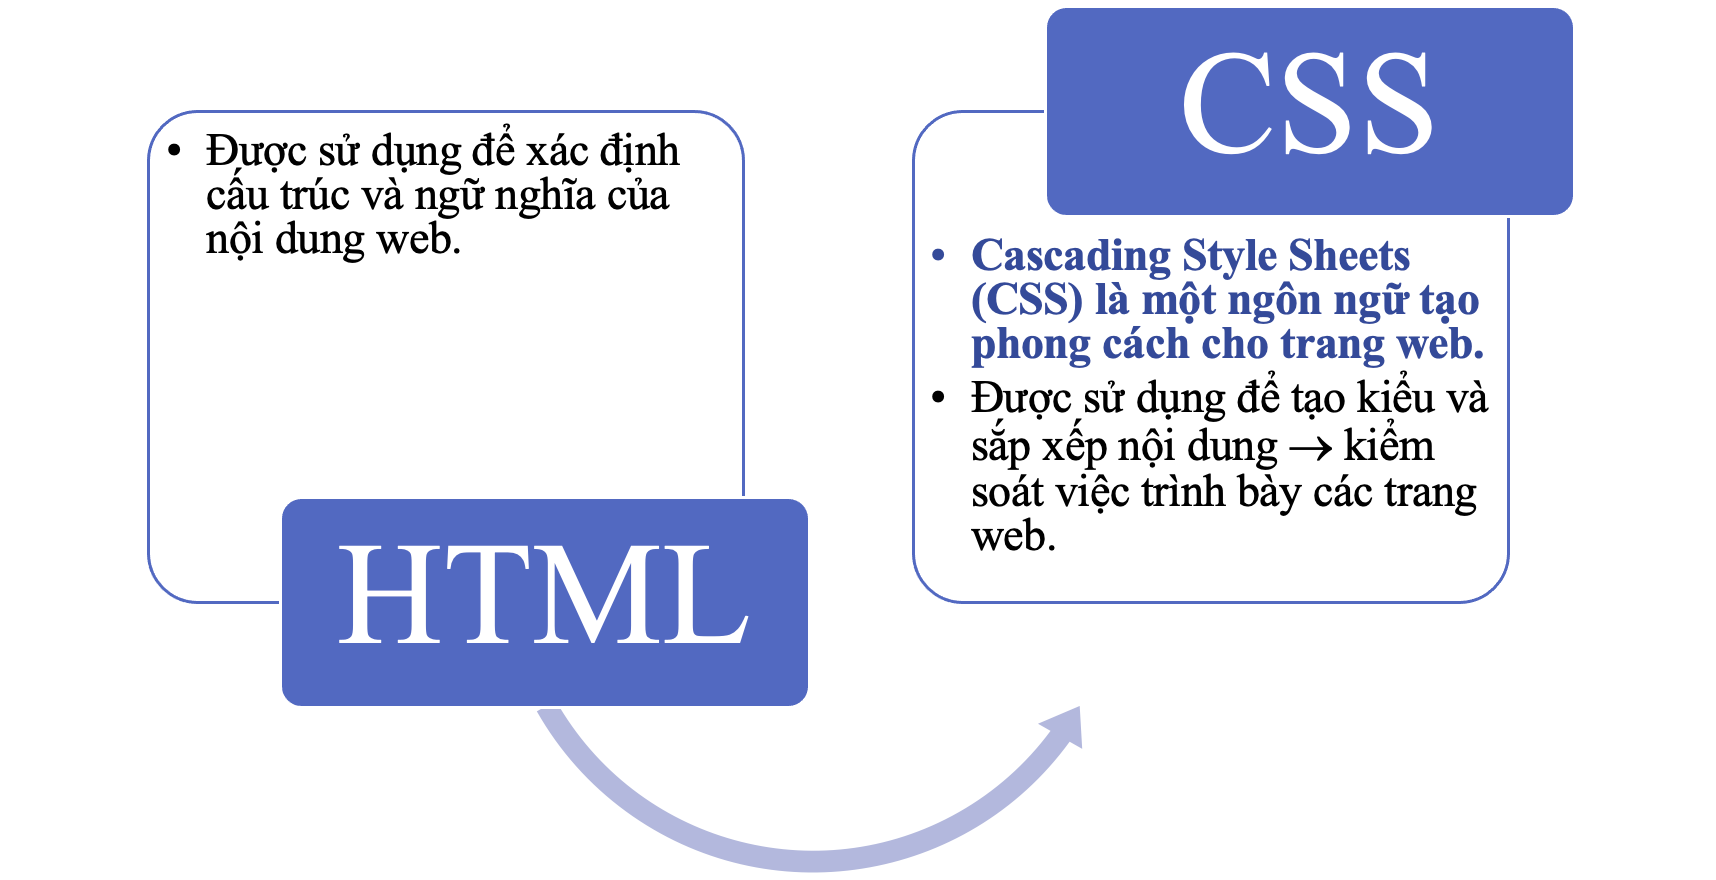 • Được sử dụng để xác định
cấu trúc và ngữ nghĩa của
nội dung web.
HTML
CSS
• Cascading Style Sheets
(CSS) là một ngôn ngữ tạo
phong cách cho trang web.
• Được sử dụng để tạo kiểu và
sắp xếp nội dung → kiểm
soát việc trình bày các trang
web.